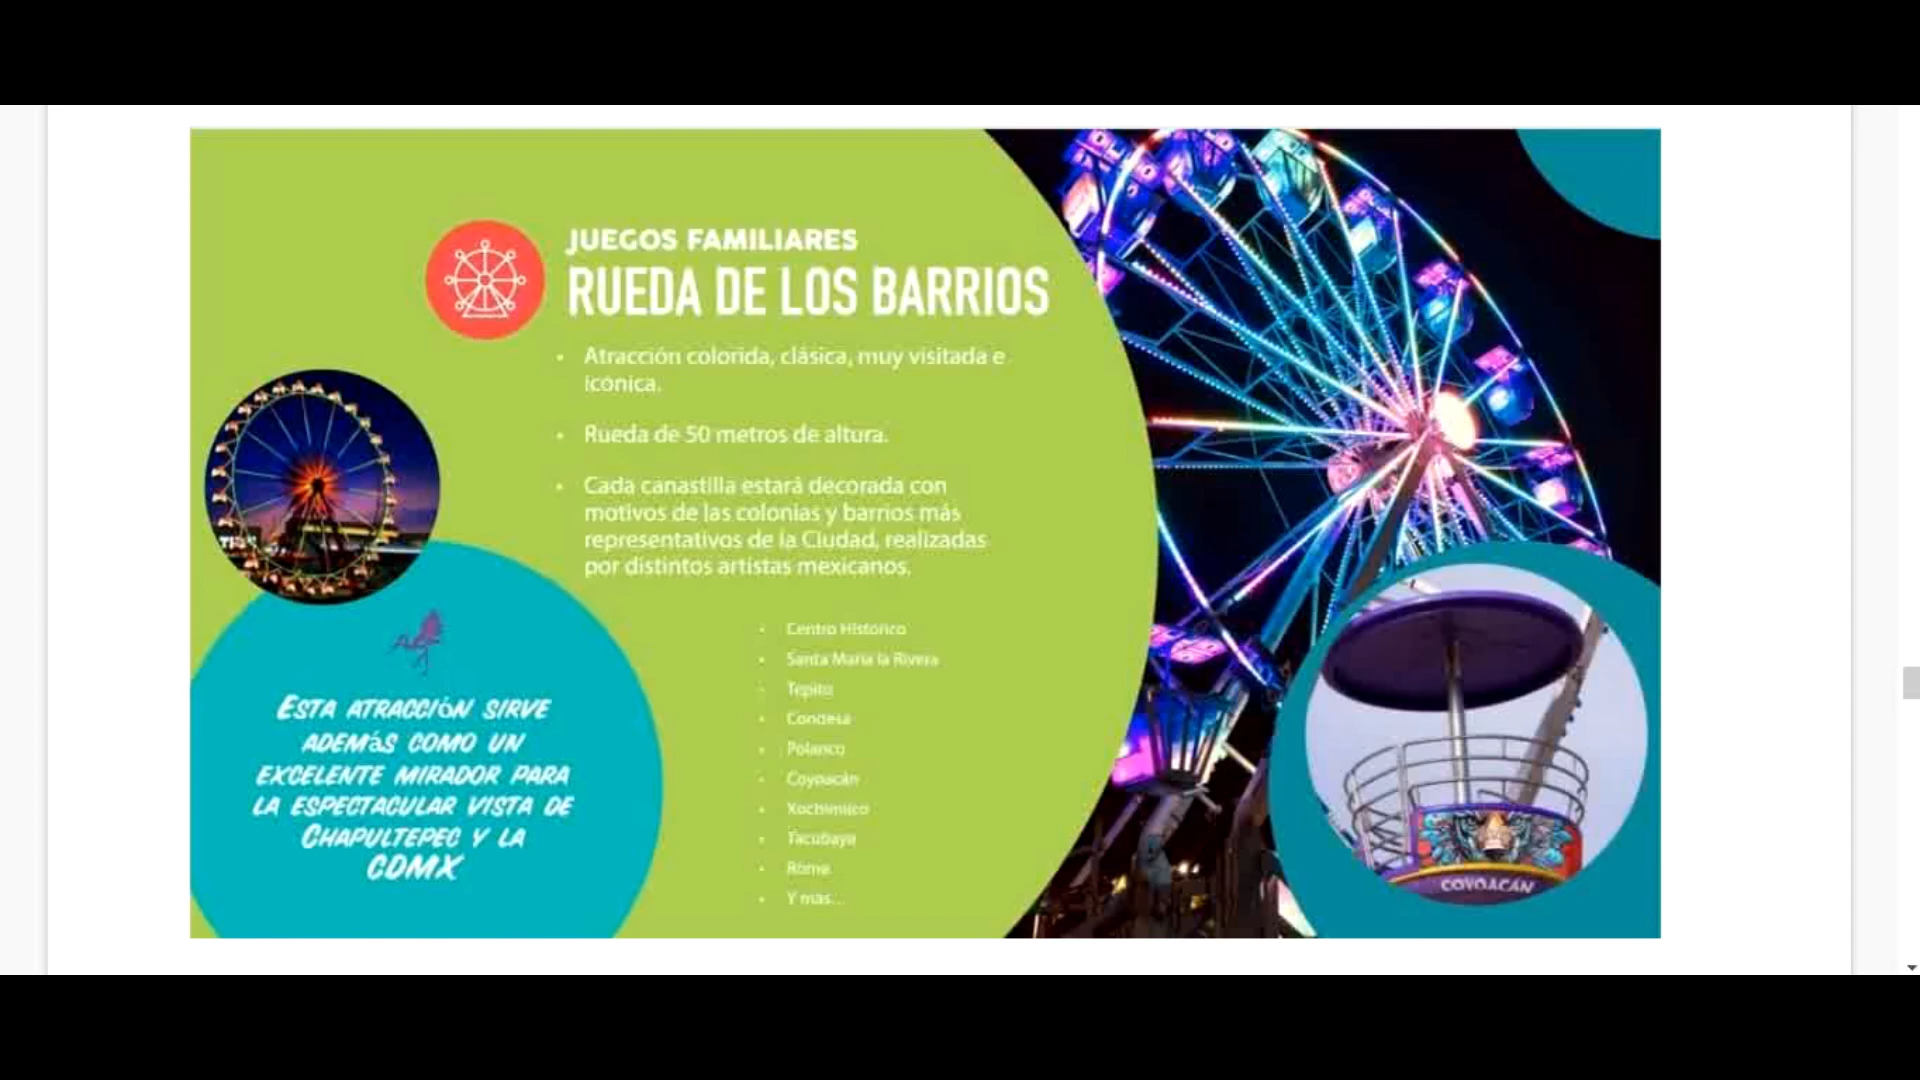 JUEGOS FAMILIARES
RUEDA DE LOS BARRIOS
• Atracción colorida, clásica, muy visitada e
icónica.
• Rueda de 50 metros de altura.
• Cada canastilla estará decorada con
motivos de las colonias y barrios más
representativos de la Ciudad, realizadas
por distintos artistas mexicanos.
• Centro Histórico
• Santa María la Rivera
• Tepito
• Condesa
• Polanco
• Coyoacán
• Xochimilco
• Tacubaya
• Roma
• Y mas...
ESTA ATRACCIÓN SIRVE
ADEMÁS COMO UN
EXCELENTE MIRADOR PARA
LA ESPECTACULAR VISTA DE
CHAPULTEPEC Y LA
CDMX
COYOACÁN